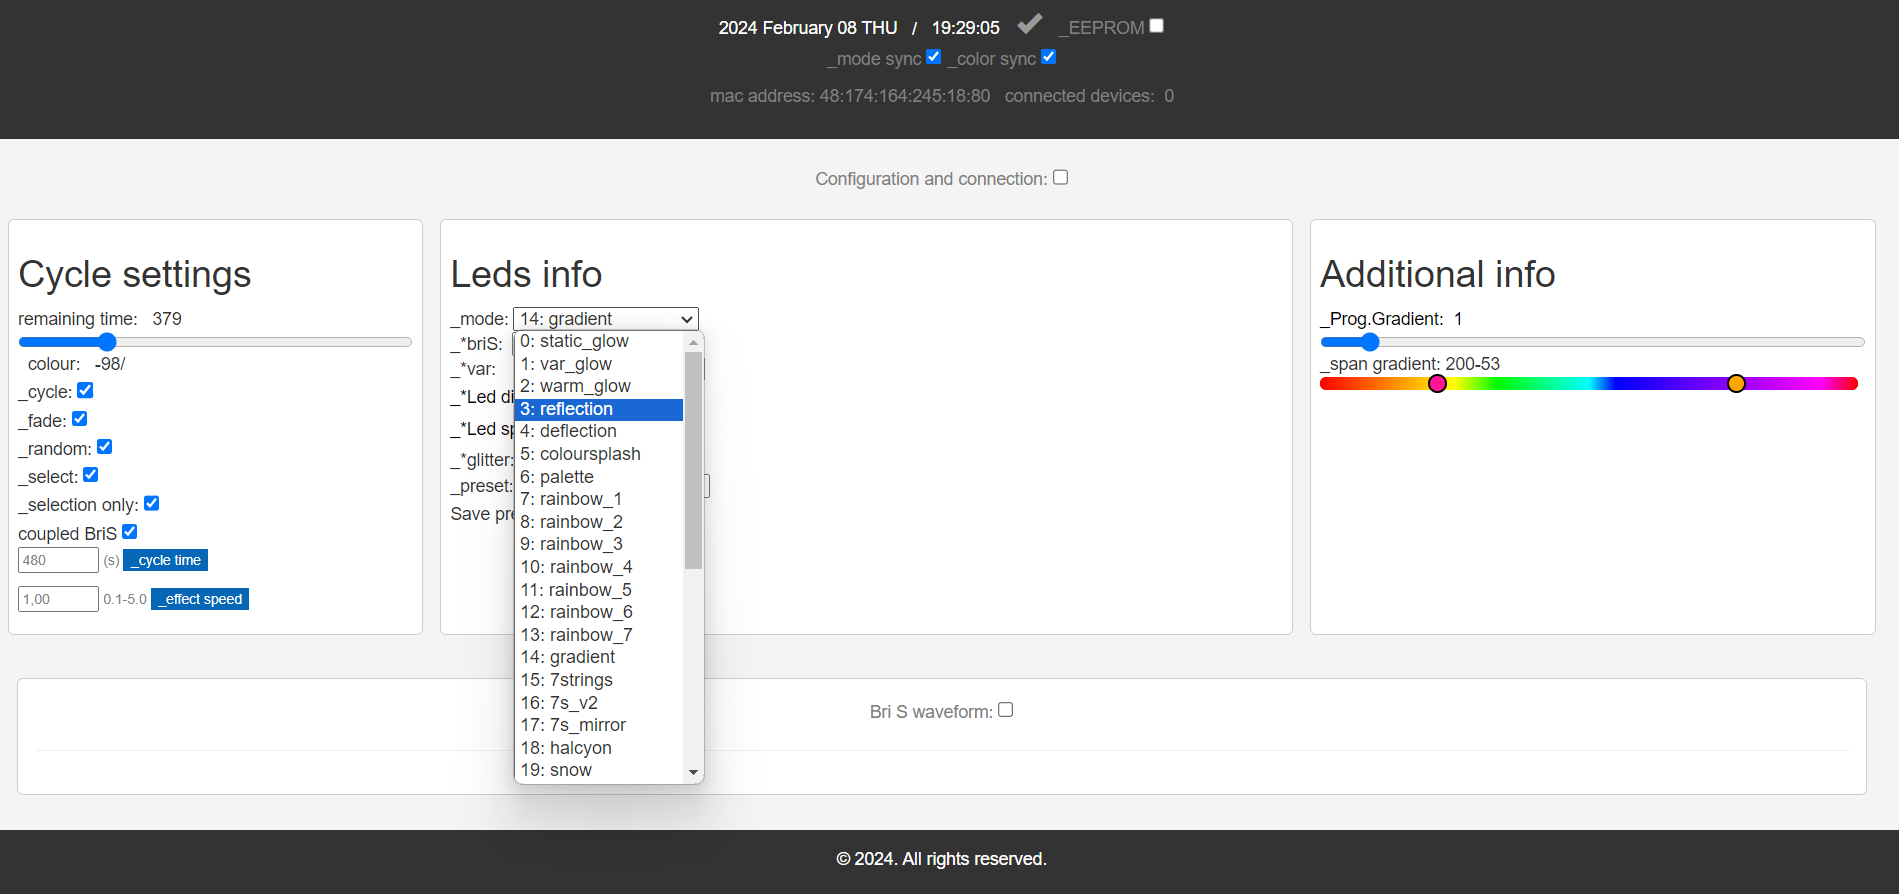 2024 February 08 THU / 19:29:05 _EEPROM
_mode sync _color sync
mac address: 48:174:164:245:18:80 connected devices: 0
Configuration and connection:
Cycle settings
remaining time: 379
colour: -98/
_cycle:
_fade:
_random:
_select:
_selection only:
coupled BriS
480 (s) _cycle time
1,00 0.1-5.0 _effect speed
Leds info
_mode: 14: gradient
_*briS:
_*var:
_*Led di
_*Led sp
_*glitter:
_preset:
Save pre
0: static_glow
1: var_glow
2: warm_glow
3: reflection
4: deflection
5: coloursplash
6: palette
7: rainbow_1
8: rainbow_2
9: rainbow_3
10: rainbow_4
11: rainbow_5
12: rainbow_6
13: rainbow_7
14: gradient
15: 7strings
16: 7s_v2
17: 7s_mirror
18: halcyon
19: snow
Additional info
_Prog.Gradient: 1
_span gradient: 200-53
Bri S waveform:
© 2024. All rights reserved.